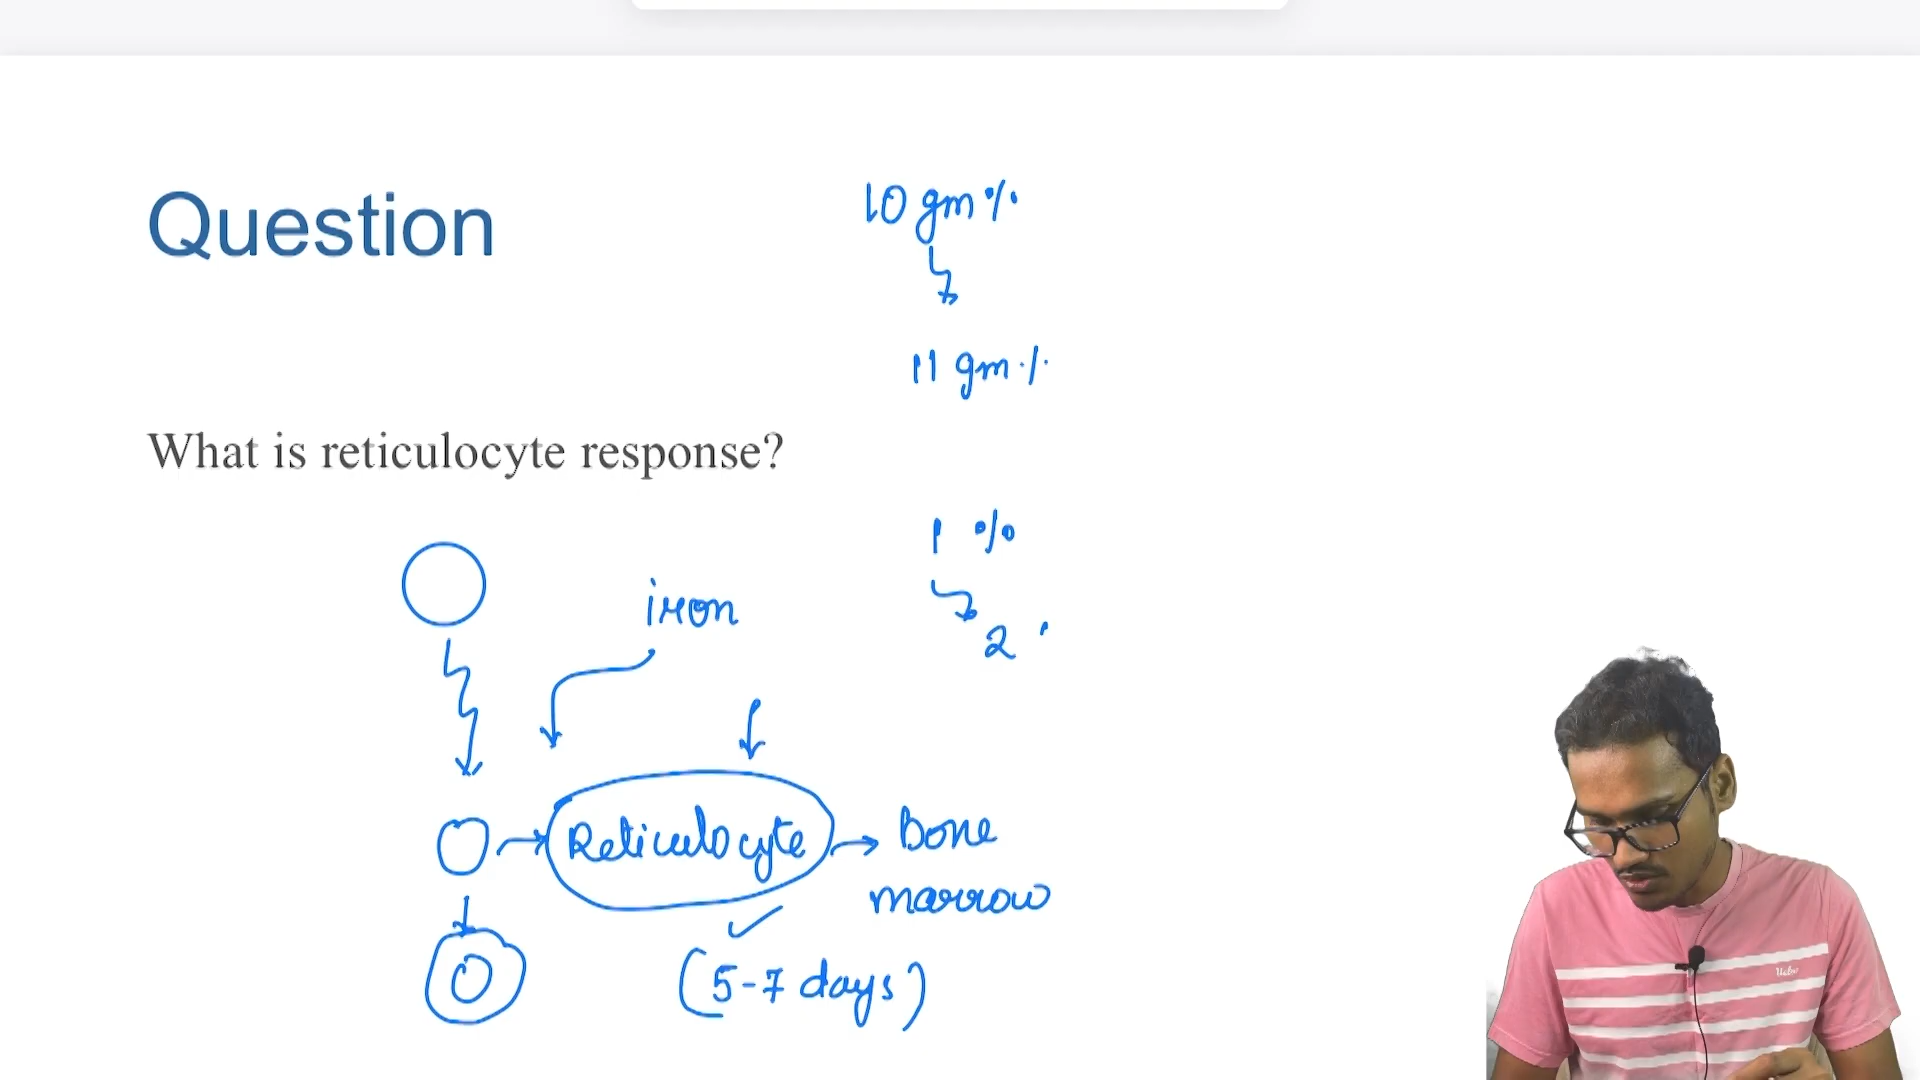 Question
10 gm%
11 gm%
What is reticulocyte response?
1 %
iron
2
Reticulocyte
Bone
marrow
(5-7 days)